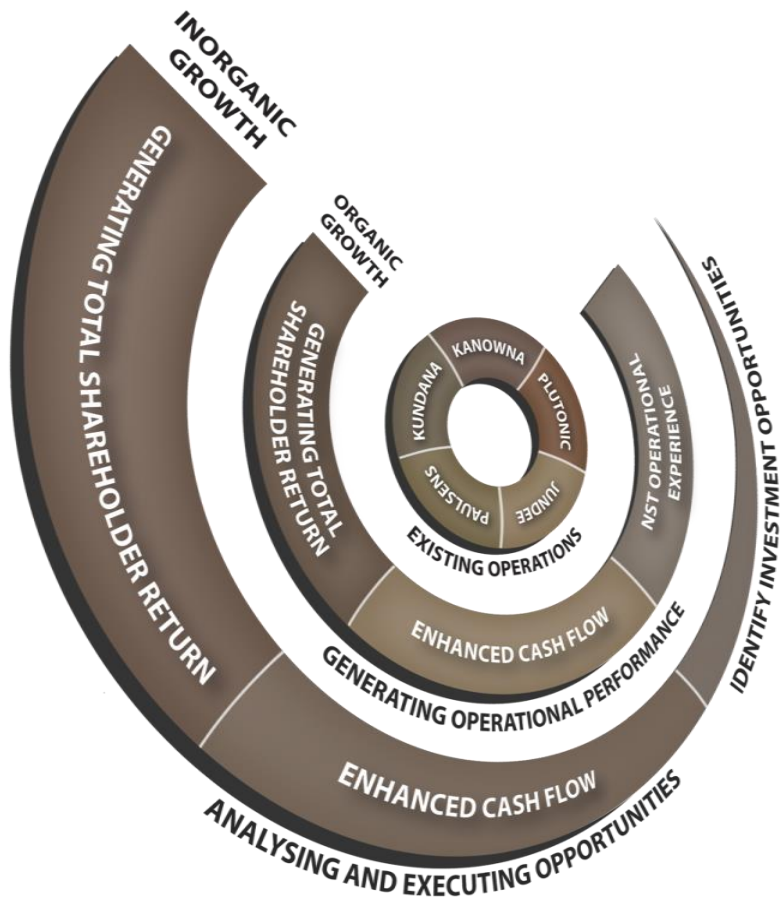 INORGANIC
GROWTH
GENERATING TOTAL SHAREHOLDER RETURN
ENHANCED CASH FLOW
ANALYSING AND EXECUTING OPPORTUNITIES
IDENTIFY INVESTMENT OPPORTUNITIES
ORGANIC
GROWTH
GENERATING TOTAL
SHAREHOLDER RETURN
ENHANCED CASH FLOW
NST OPERATIONAL
EXPERIENCE
GENERATING OPERATIONAL PERFORMANCE
KANOWNA
PLUTONIC
JUNDEE
PAULSENS
KUNDANA
EXISTING OPERATIONS